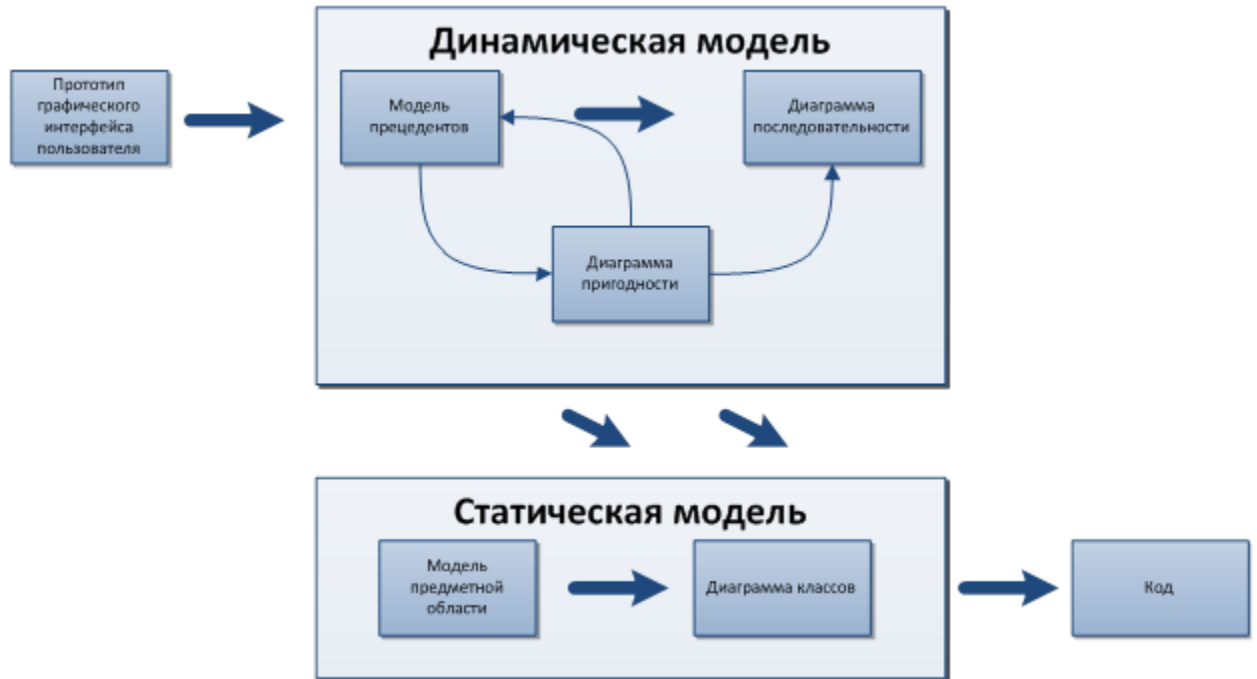 Динамическая модель
Прототип
графического
интерфейса
пользователя
Модель
прецедентов
Диаграмма
последовательности
Диаграмма
пригодности
Статическая модель
Модель
предметной
области
Диаграмма классов
Код